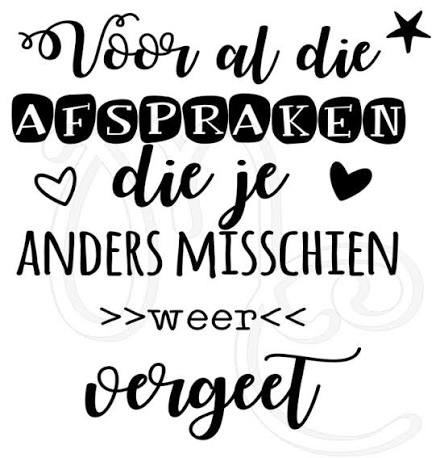 Voor al die
AFSPRAKEN
die je
ANDERS MISSCHIEN
>>weer<<
vergeet